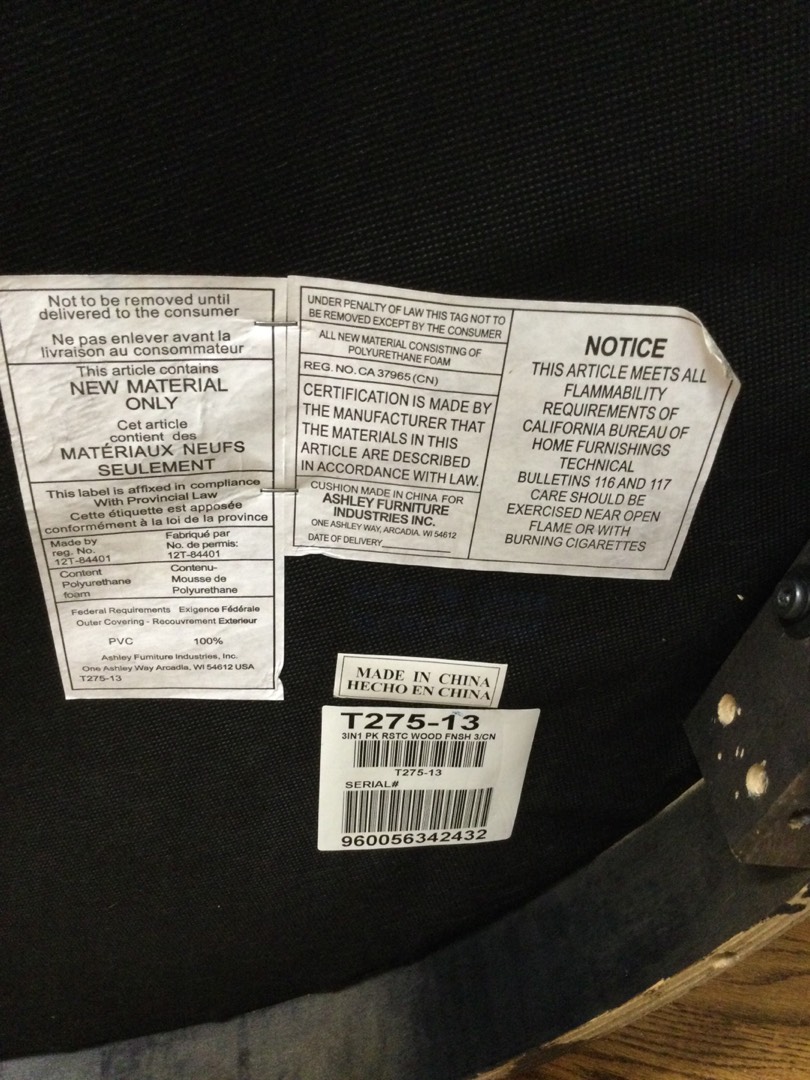 Not to be removed until
delivered to the consumer
Ne pas enlever avant la
livraison au consommateur
This article contains
NEW MATERIAL
ONLY
Cet article
contient des
MATÉRIAUX NEUFS
SEULEMENT
This label is affixed in compliance
With Provincial Law
Cette étiquette est apposée
conformément à la loi de la province
Made by
reg. No.
12T-84401
Fabriqué par
No. de permis:
12T-84401
Content
Polyurethane
foam
Contenu-
Mousse de
Polyurethane
Federal Requirements Exigence Fédérale
Outer Covering - Recouvrement Exterieur
PVC 100%
Ashley Furniture Industries, Inc.
One Ashley Way Arcadia, WI 54612 USA
T275-13
UNDER PENALTY OF LAW THIS TAG NOT TO
BE REMOVED EXCEPT BY THE CONSUMER
ALL NEW MATERIAL CONSISTING OF
POLYURETHANE FOAM
REG. NO. CA 37965 (CN)
CERTIFICATION IS MADE BY
THE MANUFACTURER THAT
THE MATERIALS IN THIS
ARTICLE ARE DESCRIBED
IN ACCORDANCE WITH LAW.
CUSHION MADE IN CHINA FOR
ASHLEY FURNITURE
INDUSTRIES INC.
ONE ASHLEY WAY, ARCADIA, WI 54612
DATE OF DELIVERY
NOTICE
THIS ARTICLE MEETS ALL
FLAMMABILITY
REQUIREMENTS OF
CALIFORNIA BUREAU OF
HOME FURNISHINGS
TECHNICAL
BULLETINS 116 AND 117
CARE SHOULD BE
EXERCISED NEAR OPEN
FLAME OR WITH
BURNING CIGARETTES
MADE IN CHINA
HECHO EN CHINA
T275-13
3IN1 PK RSTC WOOD FNSH 3/CN
T275-13
SERIAL#
960056342432